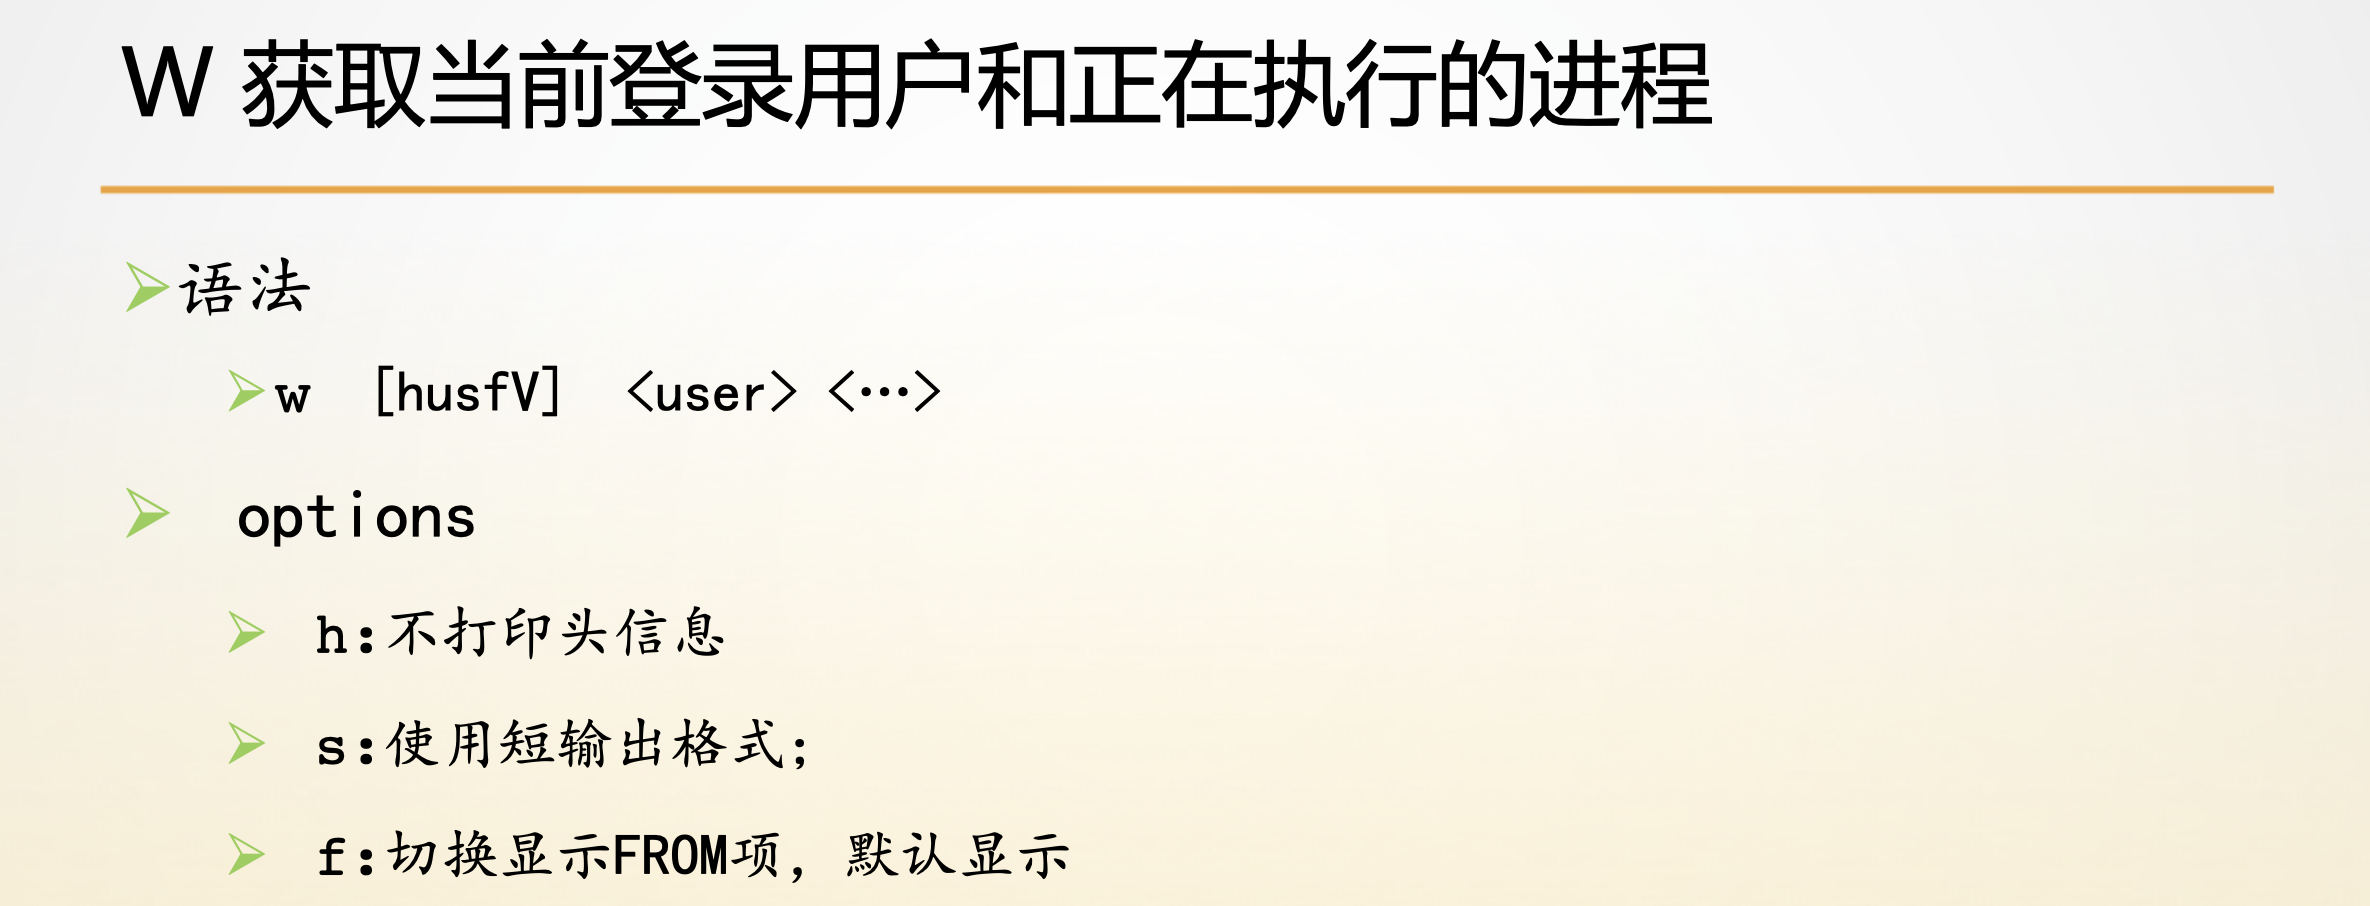 W 获取当前登录用户和正在执行的进程
语法
w [husfV] <user> <…>
options
h:不打印头信息
s:使用短输出格式;
f:切换显示FROM项，默认显示